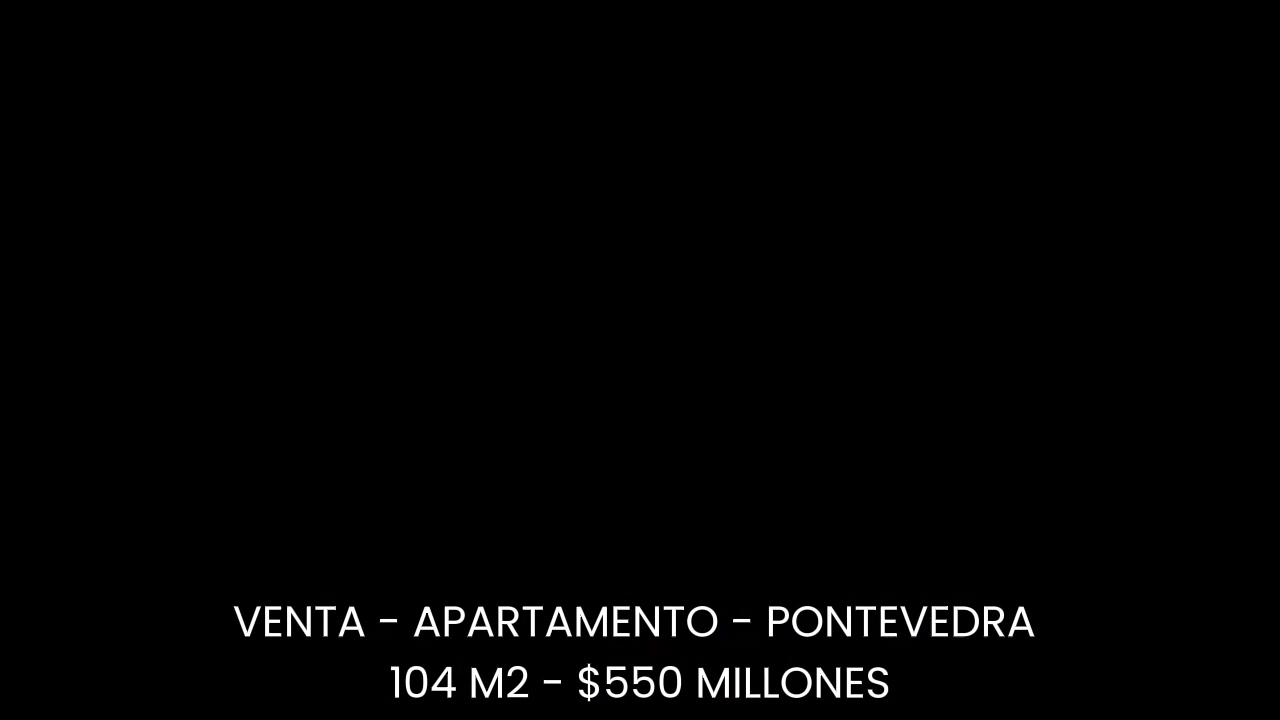 VENTA - APARTAMENTO - PONTEVEDRA
104 M2 - $550 MILLONES